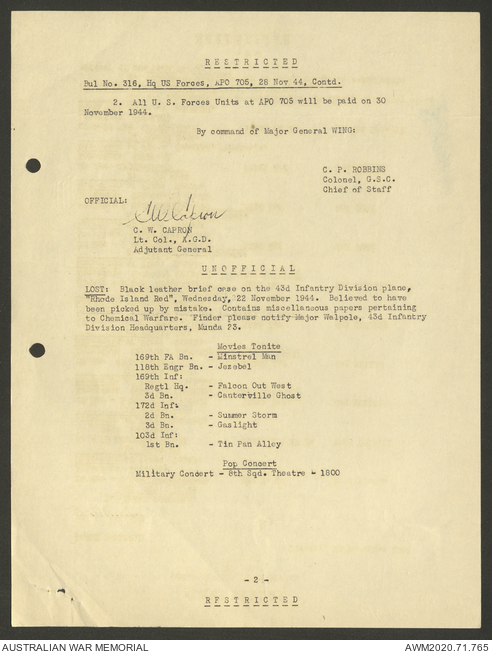 RESTRICTED
Bul No. 316, Hq US Forces, APO 705, 28 Nov 44, Contd.
2. All U. S. Forces Units at APO 705 will be paid on 30
November 1944.
By command of Major General WING:
C. P. ROBBINS
Colonel, G.S.C.
Chief of Staff
OFFICIAL:
C W Capron
C. W. CAPRON
Lt. Col., A.G.D.
Adjutant General
UNOFFICIAL
LOST: Black leather brief case on the 43d Infantry Division plane,
"Rhode Island Red", Wednesday, 22 November 1944. Believed to have
been picked up by mistake. Contains miscellaneous papers pertaining
to Chemical Warfare. Finder please notify Major Walpole, 43d Infantry
Division Headquarters, Munda 23.
Movies Tonite
169th FA Bn. - Minstrel Man
118th Engr Bn. - Jezebel
169th Inf:
Regtl Hq. - Falcon Out West
3d Bn. - Canterville Ghost
172d Inf:
2d Bn. - Summer Storm
3d Bn. - Gaslight
103d Inf:
1st Bn. - Tin Pan Alley
Pop Concert
Military Concert - 8th Sqd. Theatre - 1800
- 2 -
RESTRICTED
AUSTRALIAN WAR MEMORIAL
AWM2020.71.765